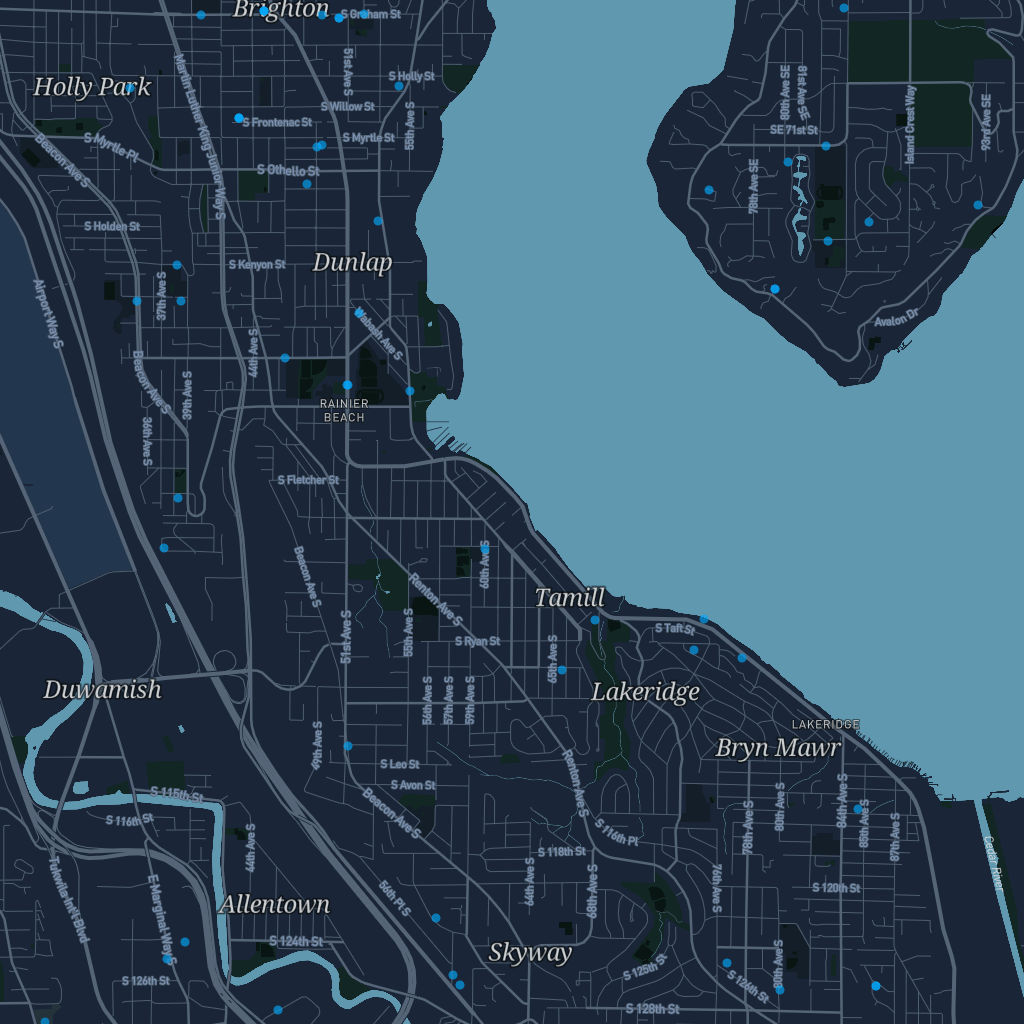 Brighton
S Graham St
Holly Park
Martin Luther King Junior Way S
51st Ave S
S Holly St
S Willow St
55th Ave S
S Frontenac St
S Myrtle St
S Myrtle Pl
Beacon Ave S
S Othello St
80th Ave SE
81st Ave SE
SE 71st St
Island Crest Way
93rd Ave SE
78th Ave SE
S Holden St
Dunlap
S Kenyon St
37th Ave S
Airport Way S
Wabash Ave S
Avalon Dr
44th Ave S
Beacon Ave S
39th Ave S
RAINIER
BEACH
36th Ave S
S Fletcher St
Beacon Ave S
60th Ave S
Renton Ave S
Tamill
51st Ave S
55th Ave S
S Ryan St
65th Ave S
S Taft St
Duwamish
56th Ave S
57th Ave S
59th Ave S
Lakeridge
LAKERIDGE
Bryn Mawr
49th Ave S
S Leo St
S Avon St
Renton Ave S
S 115th St
S 116th St
Beacon Ave S
78th Ave S
80th Ave S
84th Ave S
88th Ave S
87th Ave S
44th Ave S
S 116th Pl
S 118th St
Cedar River
Tukwila Int'l Blvd
E Marginal Way S
Allentown
56th Pl S
64th Ave S
68th Ave S
76th Ave S
S 120th St
S 124th St
Skyway
S 125th St
80th Ave S
S 126th St
S 126th St
S 128th St